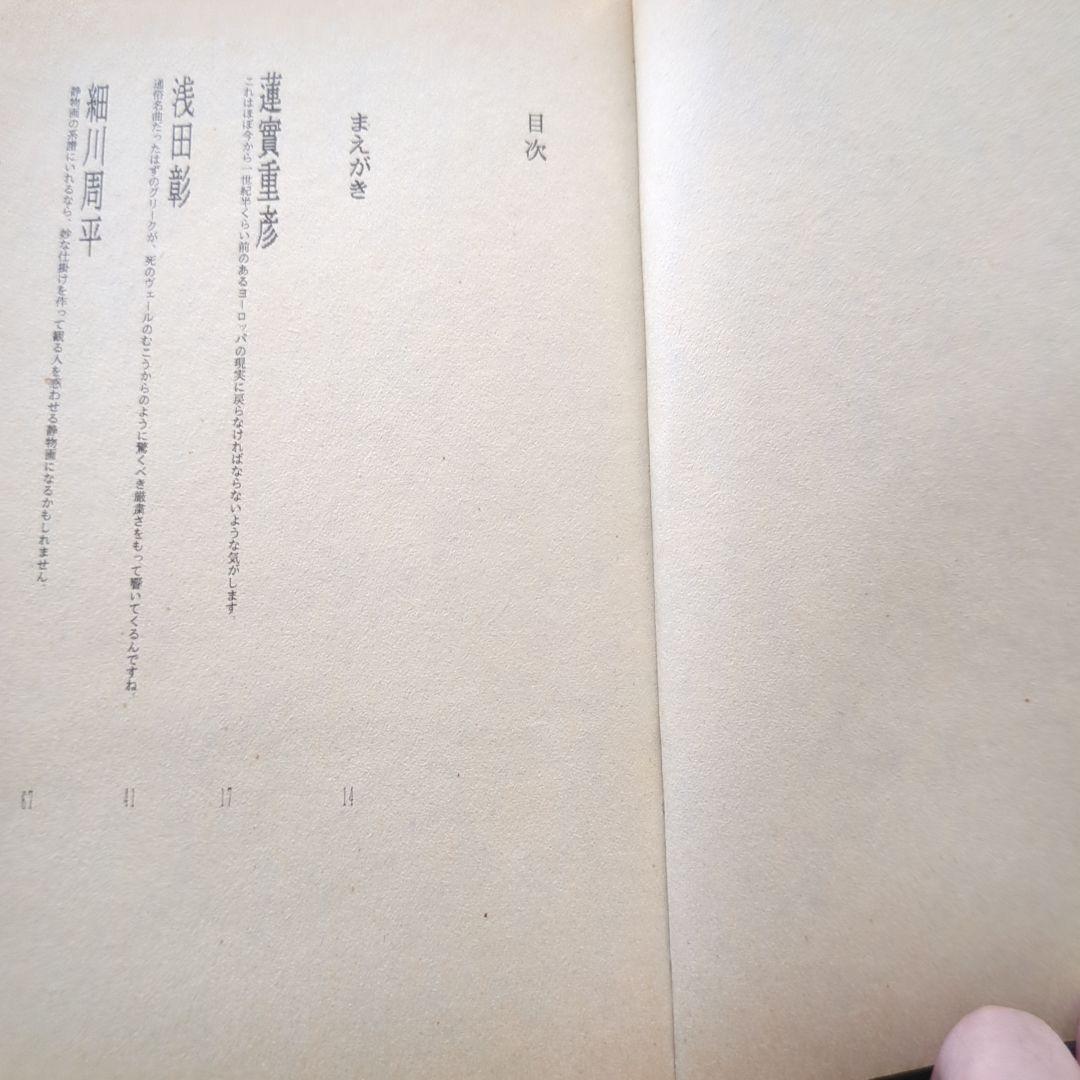 目次
まえがき
14
蓮實重彦
これはほぼ今から一世紀半くらい前のあるヨーロッパの現実に戻らなければならないような気がします。
17
浅田彰
通俗名曲だったはずのグリークが、死のヴェールのむこうからのように驚くべき厳粛さをもって響いてくるんですね。
41
細川周平
静物画の系譜にいれるなら、妙な仕掛けを作って観る人を惑わせる静物画になるかもしれません。
67